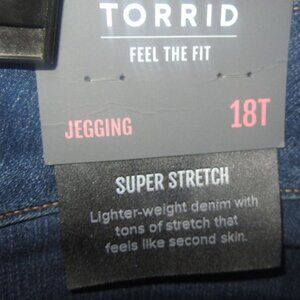 TORRID
FEEL THE FIT
JEGGING 18T
SUPER STRETCH
Lighter-weight denim with
tons of stretch that
feels like second skin.